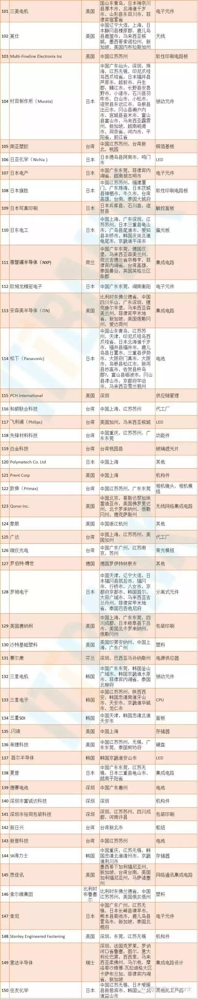 101 三美电机 美国 国山东青岛，日本神奈川
县厚木市，北海道千岁
市，山形县东田川市，菲
律宾宿雾省 电子元件
102 莫仕 美国 中国辽宁大连，上海，日
本静冈县榛原郡，鹿儿岛
县鹿屋市，马来西亚槟
城，墨西哥索诺拉州，新
加坡，美国内布拉斯加州 天线
103 Multi-Fineline Electronix Inc 美国 中国江苏苏州 软性印刷电路板
104 村田制作所（Murata) 日本 中国广东汕头，深圳，珠
海，江苏无锡，印尼爪哇
岛西爪哇省，日本福井县
芦原市，越前市，丹生
郡，鲭江市，长野县安昙
野市，小诸市，石川县羽
咋市，白山市，小松市，
滋贺县东近江市，岛根县
出云市，冈山县濑户内
市，宫城县登米市，富山
县富山市，马来西亚霹雳
州，新加坡，越南岘港
市，同奈省，河内市，平
阳省，前江省 被动元件
105 南亚塑胶 台湾 中国江苏苏州，台湾新
北，桃园 铜箔基板
106 日亚化学（Nichia ) 日本 日本德岛县阿南市，鸣门
市 LED
107 日本电产 日本 中国广东东莞，菲律宾内
湖省，越南胡志明市 电子元件
108 日本旗胜 日本 中国江苏苏州，福建厦
门，广东珠海，日本茨城
县神栖市，牛久市，台湾
高雄，台南，泰国大城府 软性印刷电路板
109 日本写真印刷 日本 日本兵库县，石川县，滋
贺县 触控面板
110 日东电工 日本 中国上海，广东深圳，江
苏苏州，日本三重县龟山
市，广岛县尾道市，爱知
县丰桥市，韩国庆尚北道
龟尾市，京畿道平泽市 偏光板
111 恩智浦半导体（NXP) 荷兰 中国广东东莞，德国汉
堡，马来西亚森美兰州，
荷兰吉德兰省奈梅亨，菲
律宾内湖省，台湾高雄，
泰国曼谷，英国英格兰区
柴郡 集成电路
112 欧姆龙精密电子 日本 中国广东东莞，湖南衡阳 电子元件
113 安森美半导体（ON) 美国 比利时东佛兰德省，中国
四川乐山，广东深圳，捷
克赫尔辛堡，马来西亚森
美兰州，菲律宾甲米地
省，新加坡，美国俄勒冈
州，爱达荷州 集成电路
114 松下（Panasonic) 日本 中国山东青岛，江苏苏
州，天津，印尼爪哇岛西
爪哇省，日本北海道千岁
市，福井县福井市，鹿儿
岛县日置市，三重县伊势
市，大阪府门真市，大阪
市，岛根县松江市，新泻
县妙高市，佐贺县杵岛
郡?，富山县砺波市，冈山
县津山市，京都府宇治
市，马来西亚雪兰莪州 电池
115 PCH International 美国 深圳 供应链管理
116 和硕联合科技 台湾 中国上海，江苏苏州 代工厂
117 飞利浦（Philips) 台湾 美国加州，马来西亚槟城 LED
118 先锋材料科技 台湾 中国重庆，江苏苏州，广
东东莞 功能件
119 白金科技 台湾 台湾桃园县 玻璃滤光片
120 Polymatech Co. Ltd 日本 中国上海 其他
121 Prent Corp 美国 中国上海 机构件
122 致伸（Primax) 台湾 中国江苏苏州，广东东莞 相机镜头，相机模
组
123 Qorvo Inc. 美国 中国北京，哥斯达黎加埃
雷迪亚市，美国佛罗里达
州，北卡罗来纳州，俄勒
冈州，德克萨斯州 无线网络集成电路
124 象限 美国 中国浙江杭州 其他
125 广达 台湾 中国上海，江苏苏州，美
国加州 代工厂
126 瑞仪光电 台湾 中国广东广州，江苏南
京，苏州 背光模组
127 罗伯特·博世 德国 德国罗伊特林根市 其他
128 罗姆电子 日本 中国天津，辽宁大连，日
本福冈县筑后市，福冈
市，行桥市，八女市，京
都府京都市，韩国首尔，
大田广域市，马来西亚吉
兰丹州，菲律宾甲米地
省，泰国巴吞他尼府 分离式元件
129 美国唐纳利 美国 中国上海，广东东莞，四
川成都，日本岐阜县下吕
市，美国北卡罗来纳州，
俄勒冈州 包装印刷
130 沙特基础塑料 美国 美国印第安纳州，中国上
海，广东广州 塑料
131 赛尔康 芬兰 深圳，巴西亚马孙纳斯州 电源供应器
132 三星电机 韩国 中国广东东莞，韩国釜山
广域市，韩国京畿道水原
市，菲律宾内湖省，泰国
北柳府 被动元件
133 三星电子 韩国 中国江苏苏州，陕西西
安，韩国忠清南道牙山
市，天安市，京畿道华城
市，龙仁市 CPU
134 三星SDI 韩国 中国天津，韩国忠清北道
天安市 面板
135 .闪迪 美国 中国上海 存储器
136 希捷科技 美国 中国江苏苏州，无锡，广
东东莞，泰国柯叻府 硬盘
137 首尔半导体 韩国 韩国京畿道安山市 LED
138 夏普 日本 中国广东东莞，江苏无
锡，日本三重县龟山市，
越南平阳省 集成电路
139 德赛电池 深圳 中国广东惠州 电池
140 深圳市富诚达科技 深圳 深圳 机构件
141 深圳市裕同包装科技 深圳 深圳，江苏苏州，四川成
都，河南许昌 包装印刷
142 新日兴 台湾 台湾新北市 枢纽
143 新普科技 台湾 中国江苏苏州 电池
144 SK海力士 韩国 中国重庆，江苏无锡，韩
国忠清北道清州市，京畿
道利川市 存储器
145 思佳讯 美国 墨西哥下加利福尼亚州，
新加坡，台湾台南，美国
加利福尼亚州，马萨诸塞
州 网络通讯集成电路
146 索尔维集团 比利时
布鲁塞
尔 比利时东佛兰德省，中国
江苏苏州，美国俄亥俄州 塑料
147 索尼 日本 中国广东广州，江苏无
锡，日本长崎县谏早市，
熊本县菊池市，鹿儿岛县
雾岛市，新加坡，泰国北
榄府 电子元件
148 Stanley Engineered Fastening 美国 深圳，东莞，江苏无锡 机构件
149 意法半导体 瑞士 深圳，法国克罗莱，罗讷
河口省鲁塞，图尔，意大
利伦巴第，西西里，马来
西亚柔佛州，马尔他，摩
洛哥沙维雅-瓦拉迪格大区
卡萨布兰加，菲律宾内湖
省，新加坡 集成电路设计
150 住友化学 日本 中国江苏无锡，日本爱媛
县新居滨市，韩国全 北
道益山市 其他化工产品